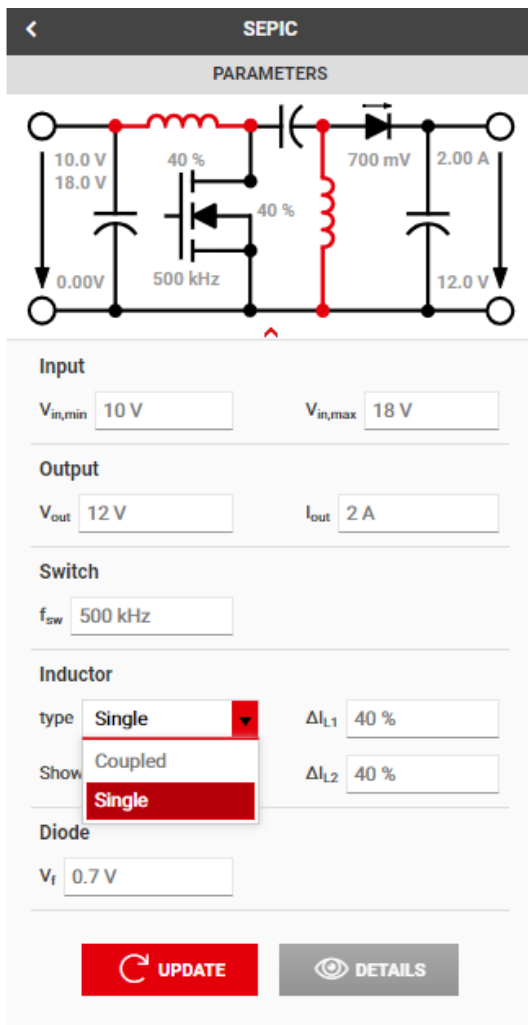 SEPIC
PARAMETERS
10.0 V 40 % 700 mV 2.00 A
18.0 V
40 %
0.00V 500 kHz 12.0 V
Input
Vin,min 10 V Vin,max 18 V
Output
Vout 12 V Iout 2 A
Switch
fsw 500 kHz
Inductor
type Single ΔIL1 40 %
Coupled
Show ΔIL2 40 %
Single
Diode
Vf 0.7 V
UPDATE DETAILS